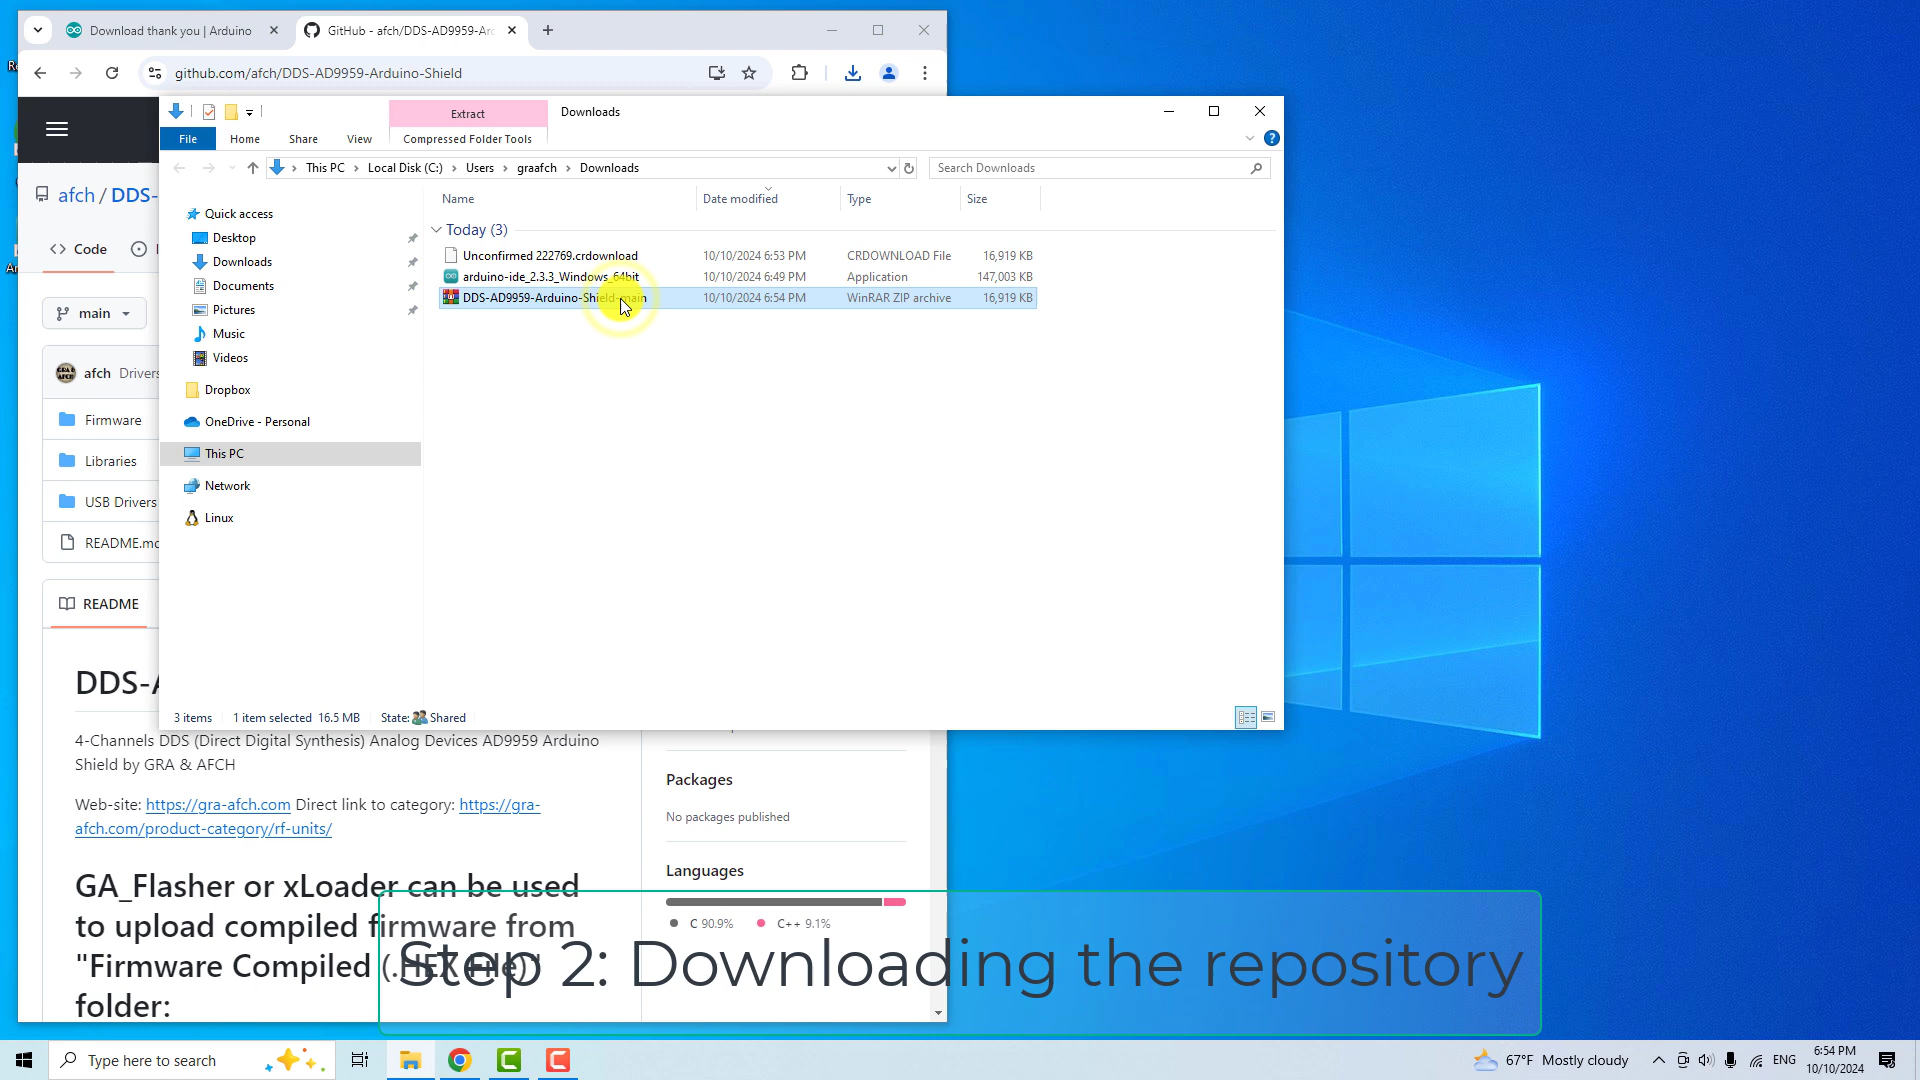 Download thank you | Arduino
GitHub - afch/DDS-AD9959-Ar
github.com/afch/DDS-AD9959-Arduino-Shield
Extract
Downloads
File
Home
Share
View
Compressed Folder Tools
This PC
Local Disk (C:)
Users
graafch
Downloads
Search Downloads
Name
Date modified
Type
Size
Today (3)
Unconfirmed 222769.crdownload 10/10/2024 6:53 PM CRDOWNLOAD File 16,919 KB
arduino-ide_2.3.3_Windows_64bit 10/10/2024 6:49 PM Application 147,003 KB
DDS-AD9959-Arduino-Shield-main 10/10/2024 6:54 PM WinRAR ZIP archive 16,919 KB
Quick access
Desktop
Downloads
Documents
Pictures
Music
Videos
Dropbox
OneDrive - Personal
This PC
Network
Linux
3 items 1 item selected 16.5 MB State: Shared
afch / DDS-
Code
main
afch Drivers
Firmware
Libraries
USB Drivers
README.mc
README
DDS-A
4-Channels DDS (Direct Digital Synthesis) Analog Devices AD9959 Arduino
Shield by GRA & AFCH
Web-site: https://gra-afch.com Direct link to category: https://gra-
afch.com/product-category/rf-units/
GA_Flasher or xLoader can be used
to upload compiled firmware from
"Firmware Compiled (.HEX File)"
folder:
Packages
No packages published
Languages
C 90.9% C++ 9.1%
Step 2: Downloading the repository
Type here to search
67°F Mostly cloudy
ENG
6:54 PM
10/10/2024